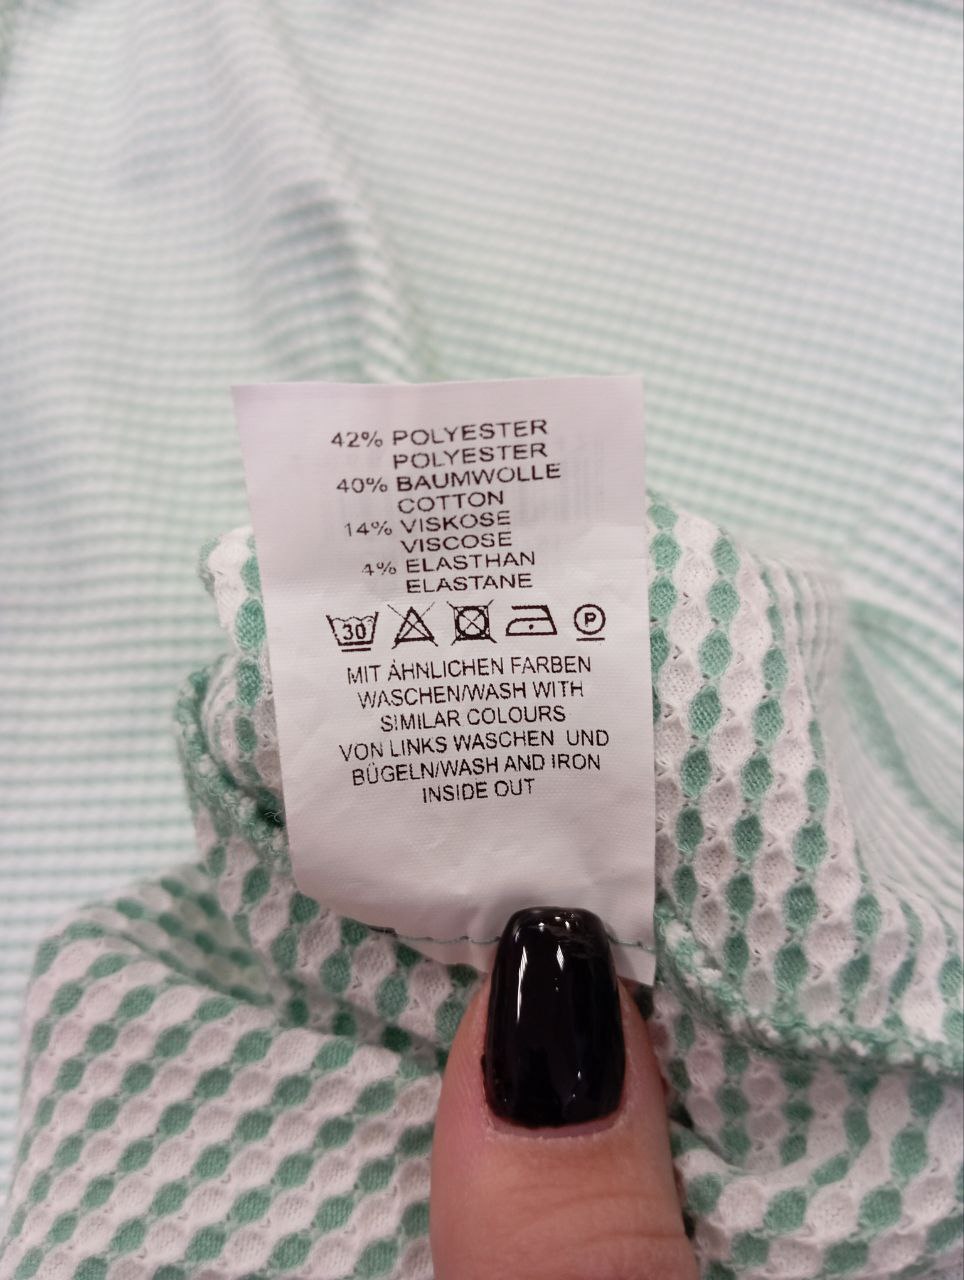 42% POLYESTER
POLYESTER
40% BAUMWOLLE
COTTON
14% VISKOSE
VISCOSE
4% ELASTHAN
ELASTANE
30 P
MIT ÄHNLICHEN FARBEN
WASCHEN/WASH WITH
SIMILAR COLOURS
VON LINKS WASCHEN UND
BÜGELN/WASH AND IRON
INSIDE OUT